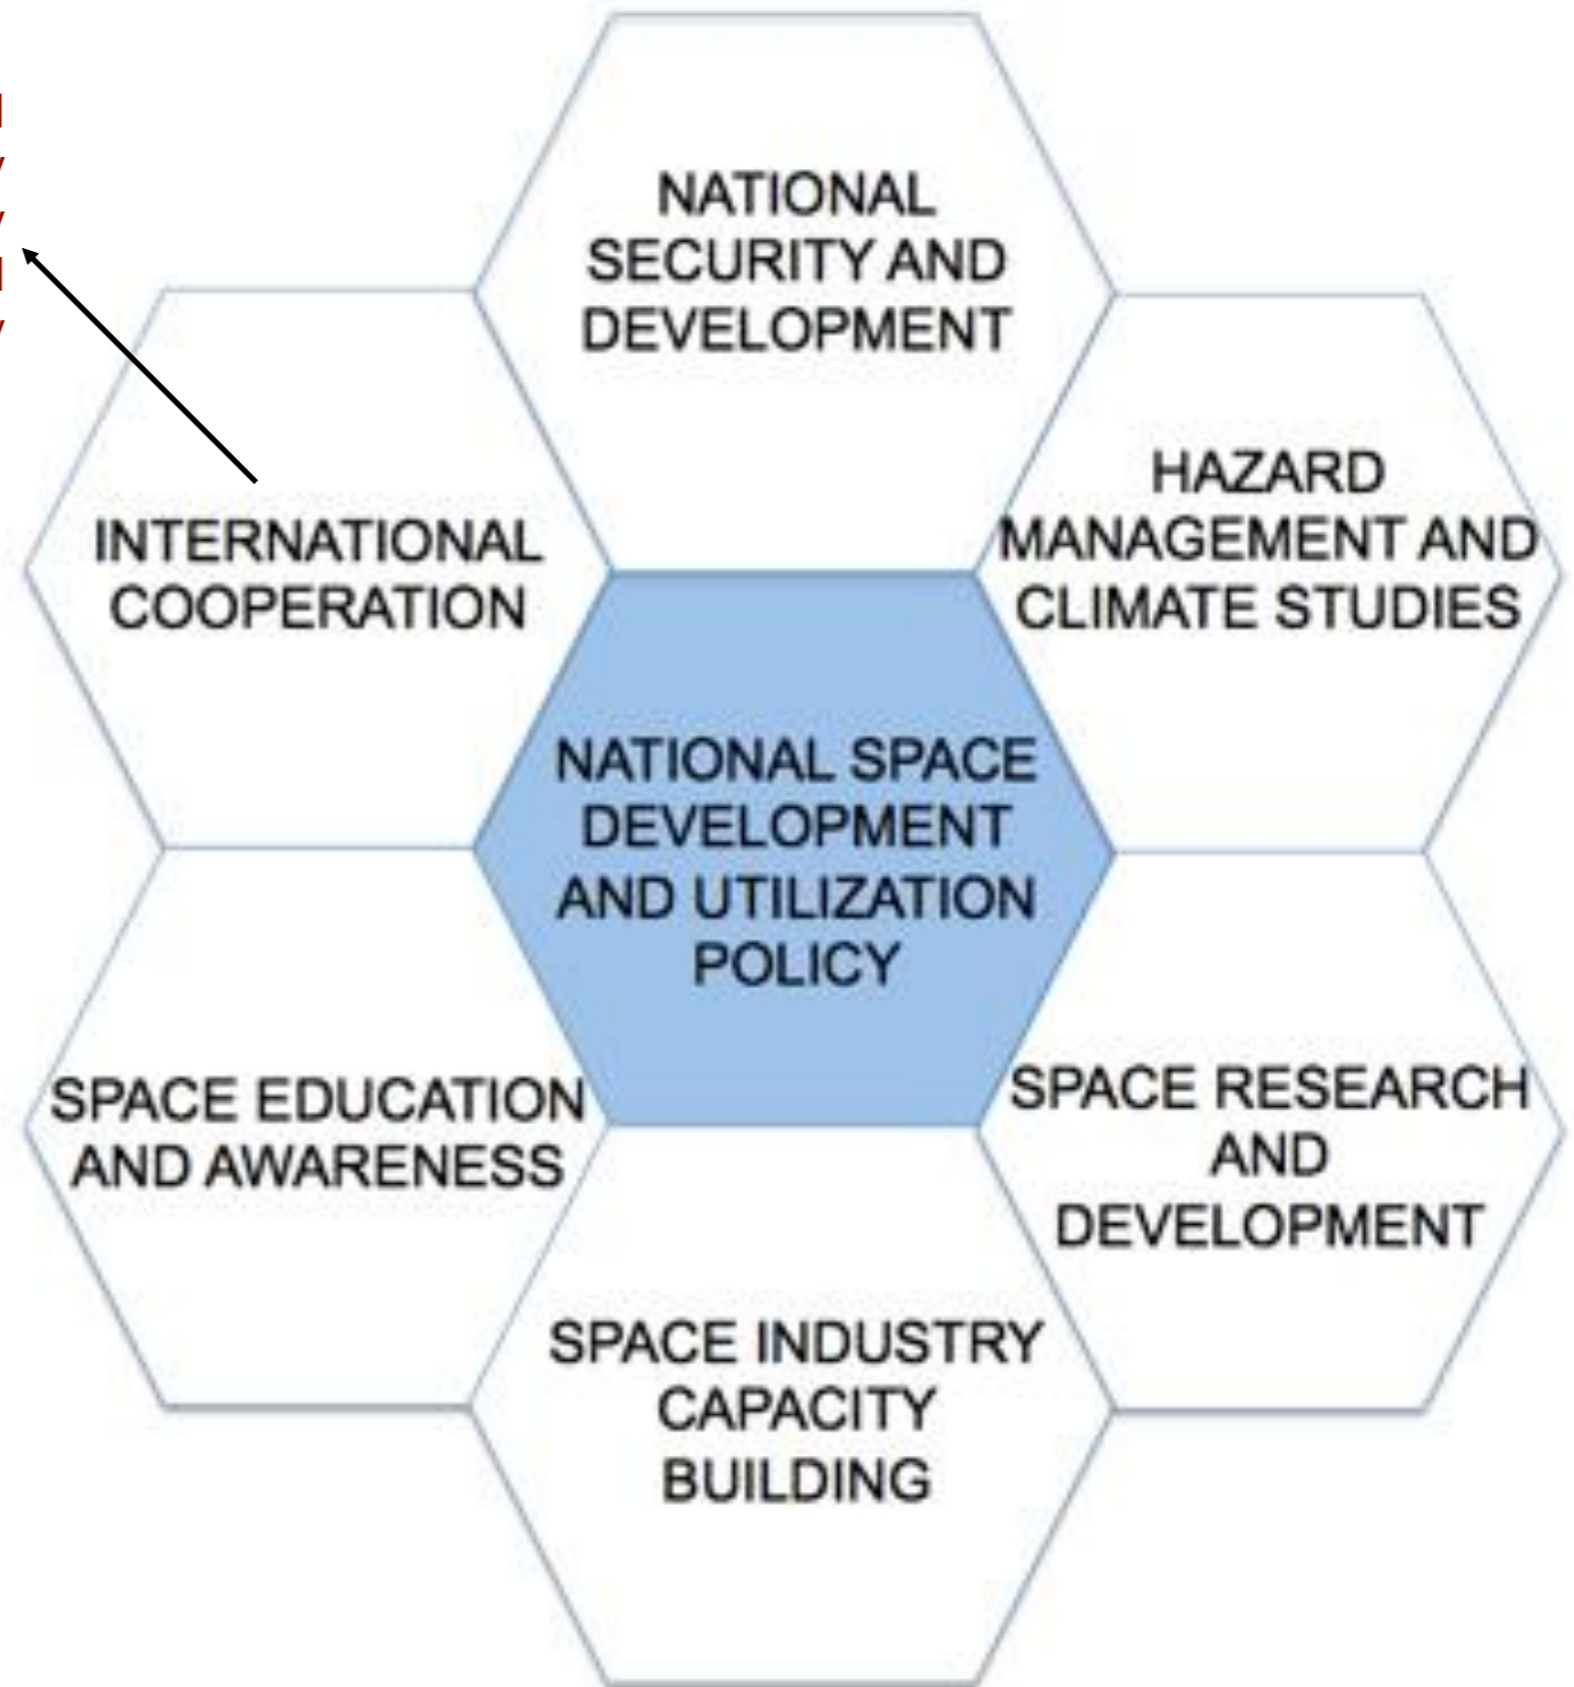 NATIONAL
SECURITY AND
DEVELOPMENT
HAZARD
MANAGEMENT AND
CLIMATE STUDIES
INTERNATIONAL
COOPERATION
NATIONAL SPACE
DEVELOPMENT
AND UTILIZATION
POLICY
SPACE EDUCATION
AND AWARENESS
SPACE RESEARCH
AND
DEVELOPMENT
SPACE INDUSTRY
CAPACITY
BUILDING